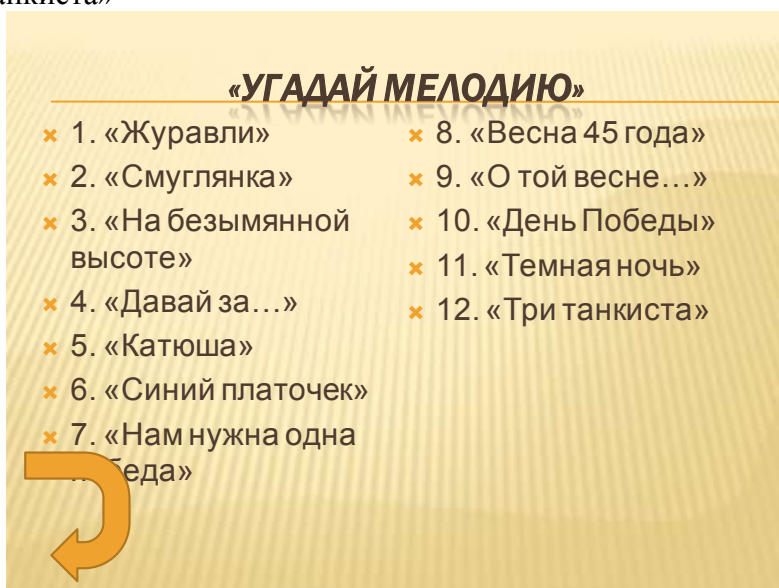 анкиста»
«УГАДАЙ МЕЛОДИЮ»
1. «Журавли»
2. «Смуглянка»
3. «На безымянной
высоте»
4. «Давай за…»
5. «Катюша»
6. «Синий платочек»
7. «Нам нужна одна
победа»
8. «Весна 45 года»
9. «О той весне…»
10. «День Победы»
11. «Темная ночь»
12. «Три танкиста»